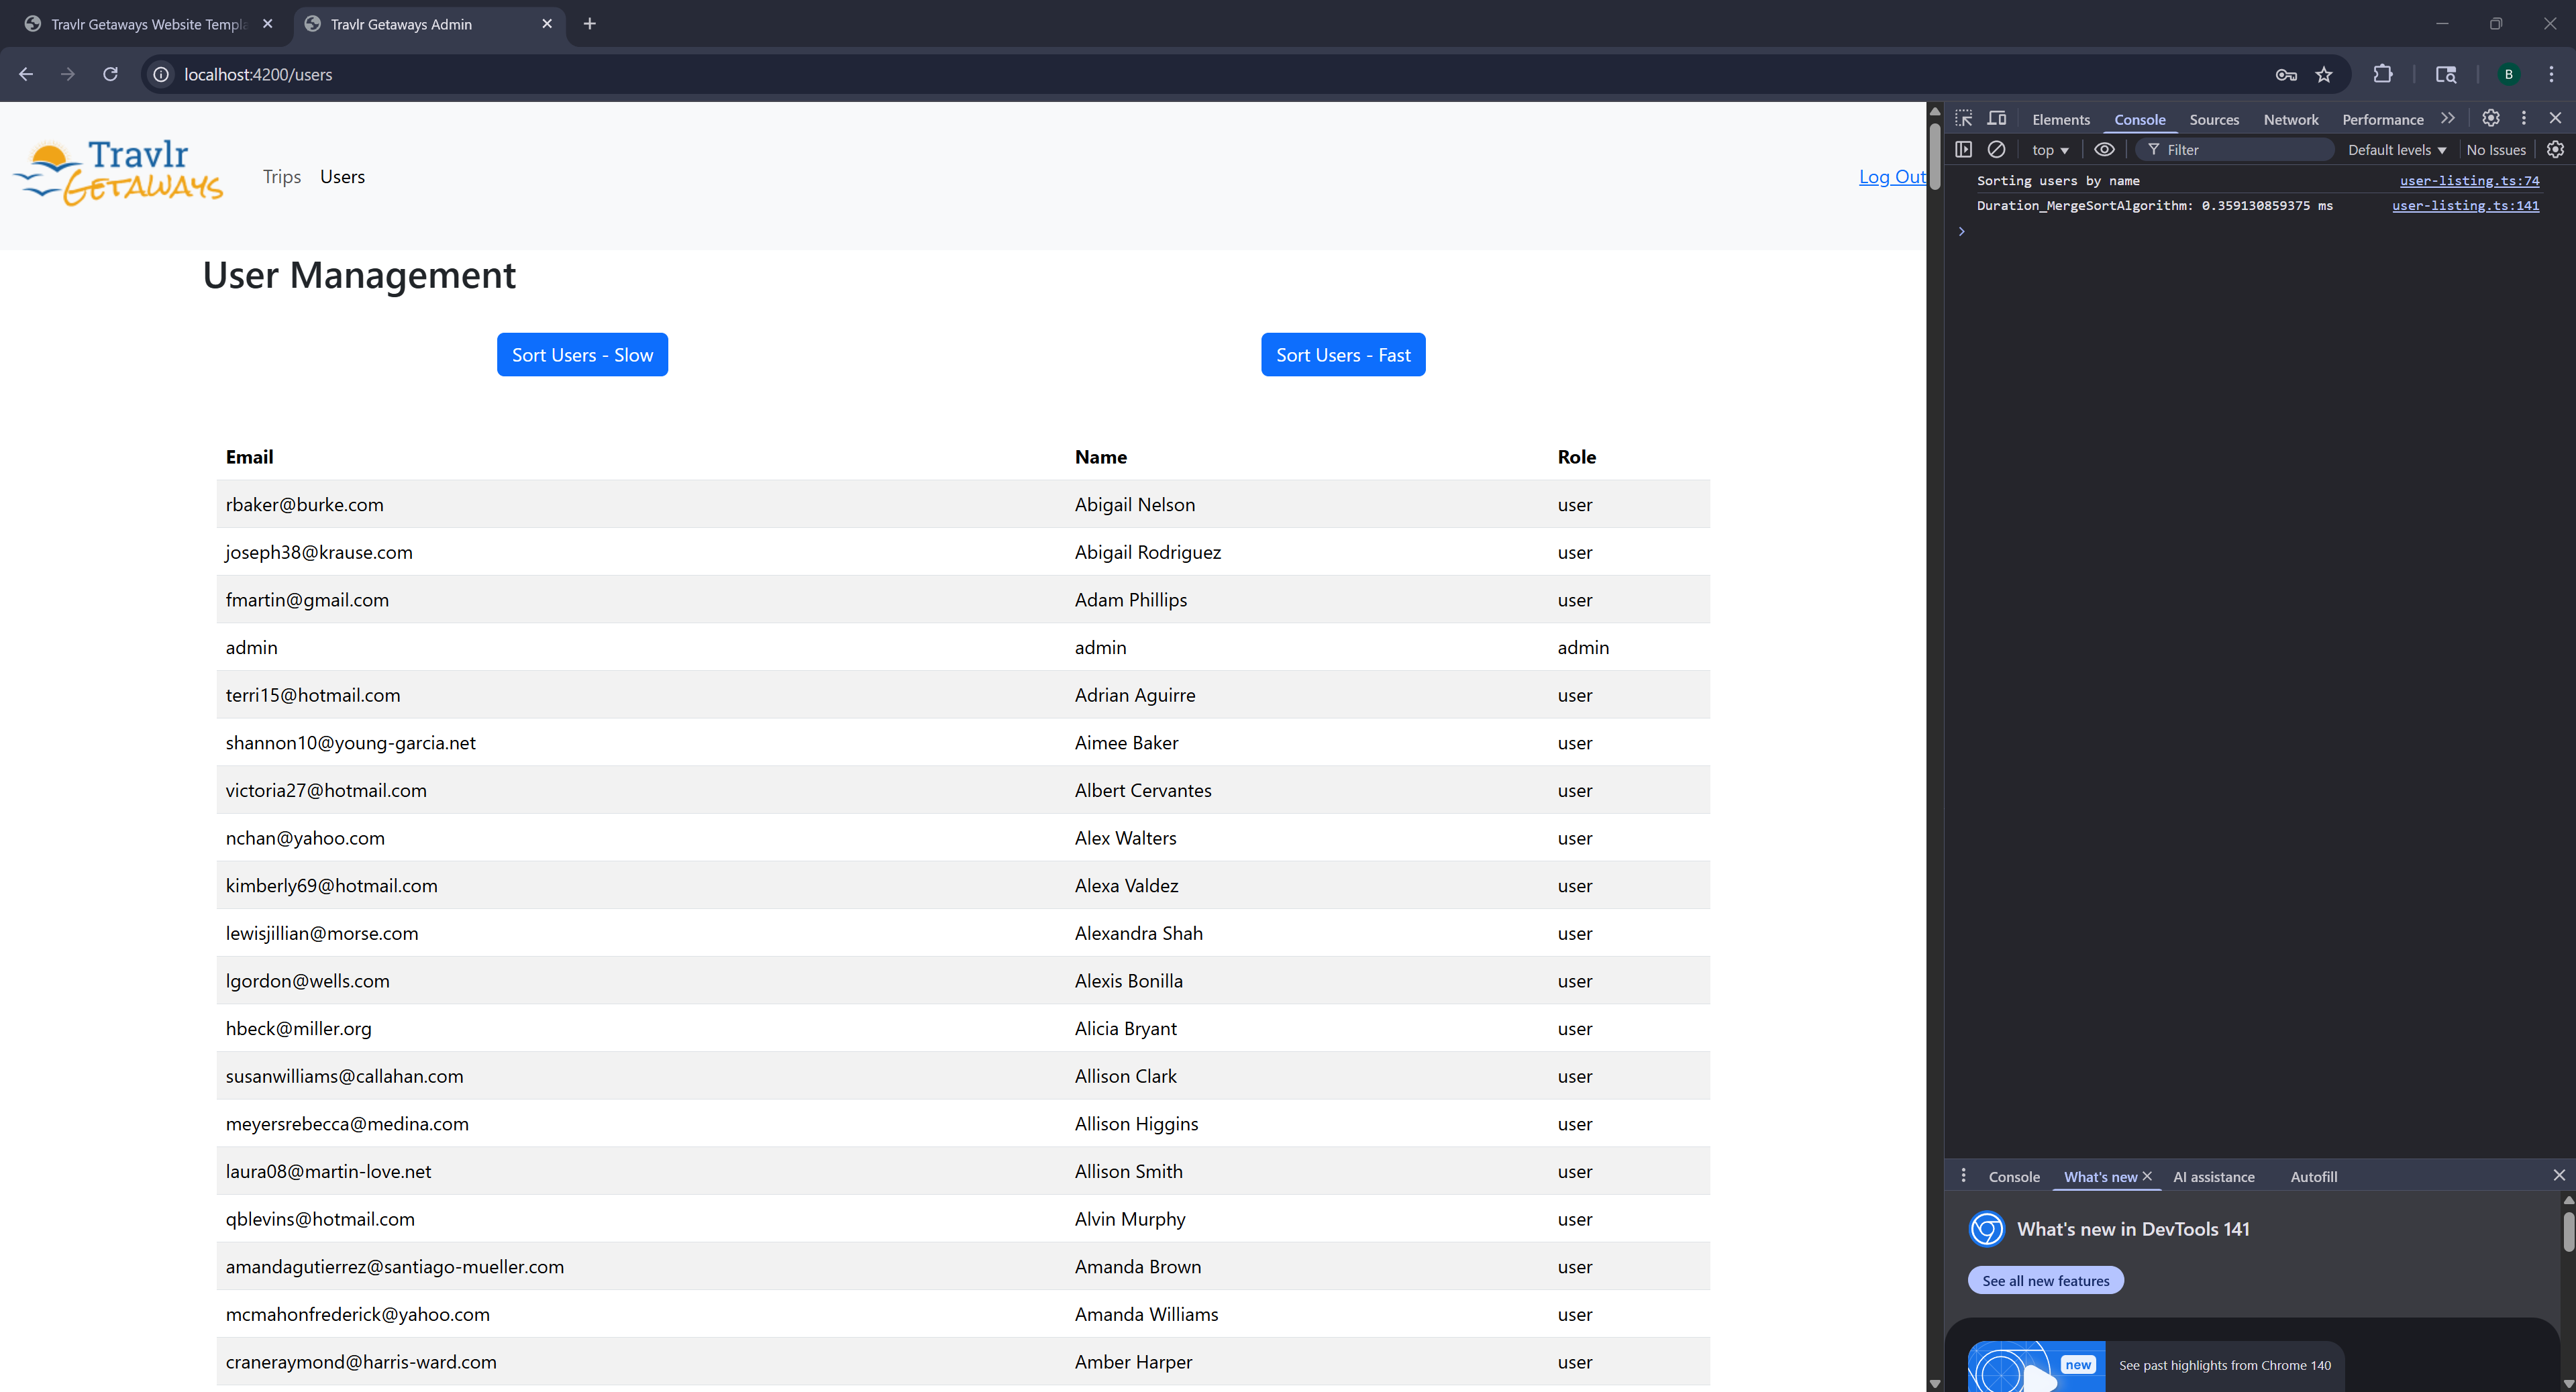 Travlr Getaways Website Templa
Travlr Getaways Admin
localhost:4200/users
B
Travlr
GETAWAYS
Trips
Users
Log Out
User Management
Sort Users - Slow
Sort Users - Fast
Email Name Role
rbaker@burke.com Abigail Nelson user
joseph38@krause.com Abigail Rodriguez user
fmartin@gmail.com Adam Phillips user
admin admin admin
terri15@hotmail.com Adrian Aguirre user
shannon10@young-garcia.net Aimee Baker user
victoria27@hotmail.com Albert Cervantes user
nchan@yahoo.com Alex Walters user
kimberly69@hotmail.com Alexa Valdez user
lewisjillian@morse.com Alexandra Shah user
lgordon@wells.com Alexis Bonilla user
hbeck@miller.org Alicia Bryant user
susanwilliams@callahan.com Allison Clark user
meyersrebecca@medina.com Allison Higgins user
laura08@martin-love.net Allison Smith user
qblevins@hotmail.com Alvin Murphy user
amandagutierrez@santiago-mueller.com Amanda Brown user
mcmahonfrederick@yahoo.com Amanda Williams user
craneraymond@harris-ward.com Amber Harper user
Elements Console Sources Network Performance
top Filter Default levels No Issues
Sorting users by name user-listing.ts:74
Duration_MergeSortAlgorithm: 0.359130859375 ms user-listing.ts:141
Console What's new AI assistance Autofill
What's new in DevTools 141
See all new features
new
See past highlights from Chrome 140